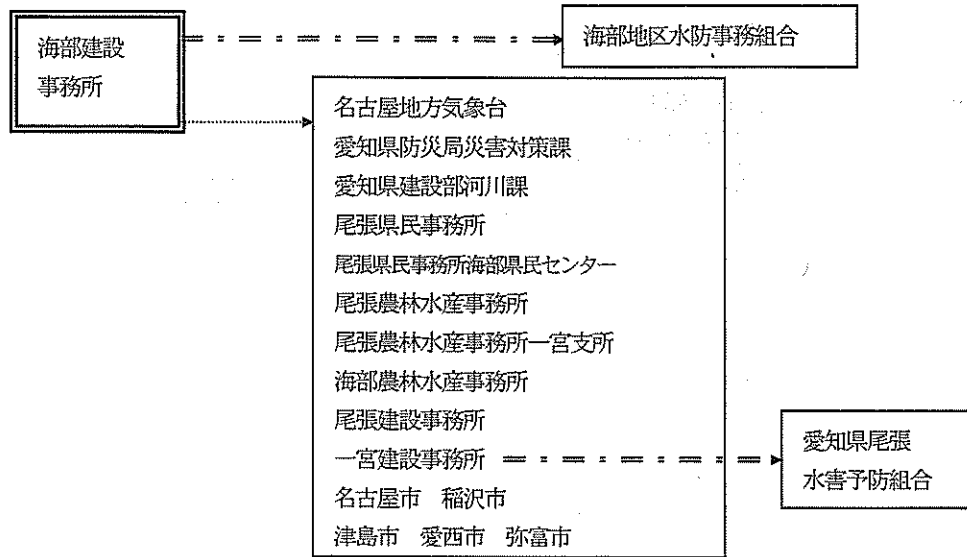 海部建設
事務所
海部地区水防事務組合
名古屋地方気象台
愛知県防災局災害対策課
愛知県建設部河川課
尾張県民事務所
尾張県民事務所海部県民センター
尾張農林水産事務所
尾張農林水産事務所一宮支所
海部農林水産事務所
尾張建設事務所
一宮建設事務所
名古屋市　稲沢市
津島市　愛西市　弥富市
愛知県尾張
水害予防組合